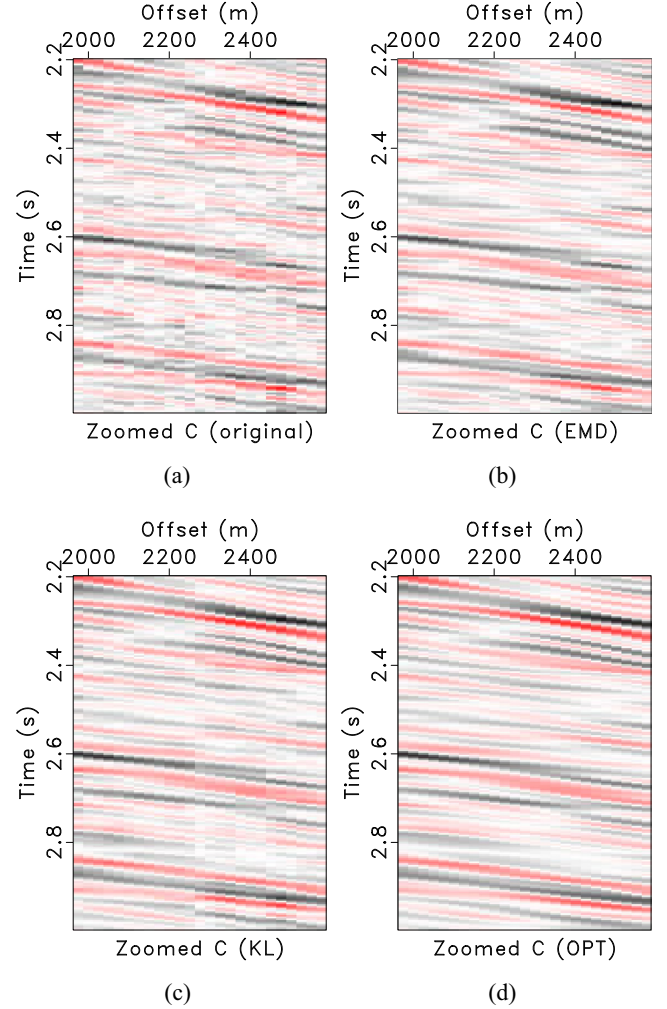 Offset (m)
2000 2200 2400
2.2
2.4
2.6
2.8
Time (s)
Zoomed C (original)
(a)
Offset (m)
2000 2200 2400
2.2
2.4
2.6
2.8
Time (s)
Zoomed C (EMD)
(b)
Offset (m)
2000 2200 2400
2.2
2.4
2.6
2.8
Time (s)
Zoomed C (KL)
(c)
Offset (m)
2000 2200 2400
2.2
2.4
2.6
2.8
Time (s)
Zoomed C (OPT)
(d)